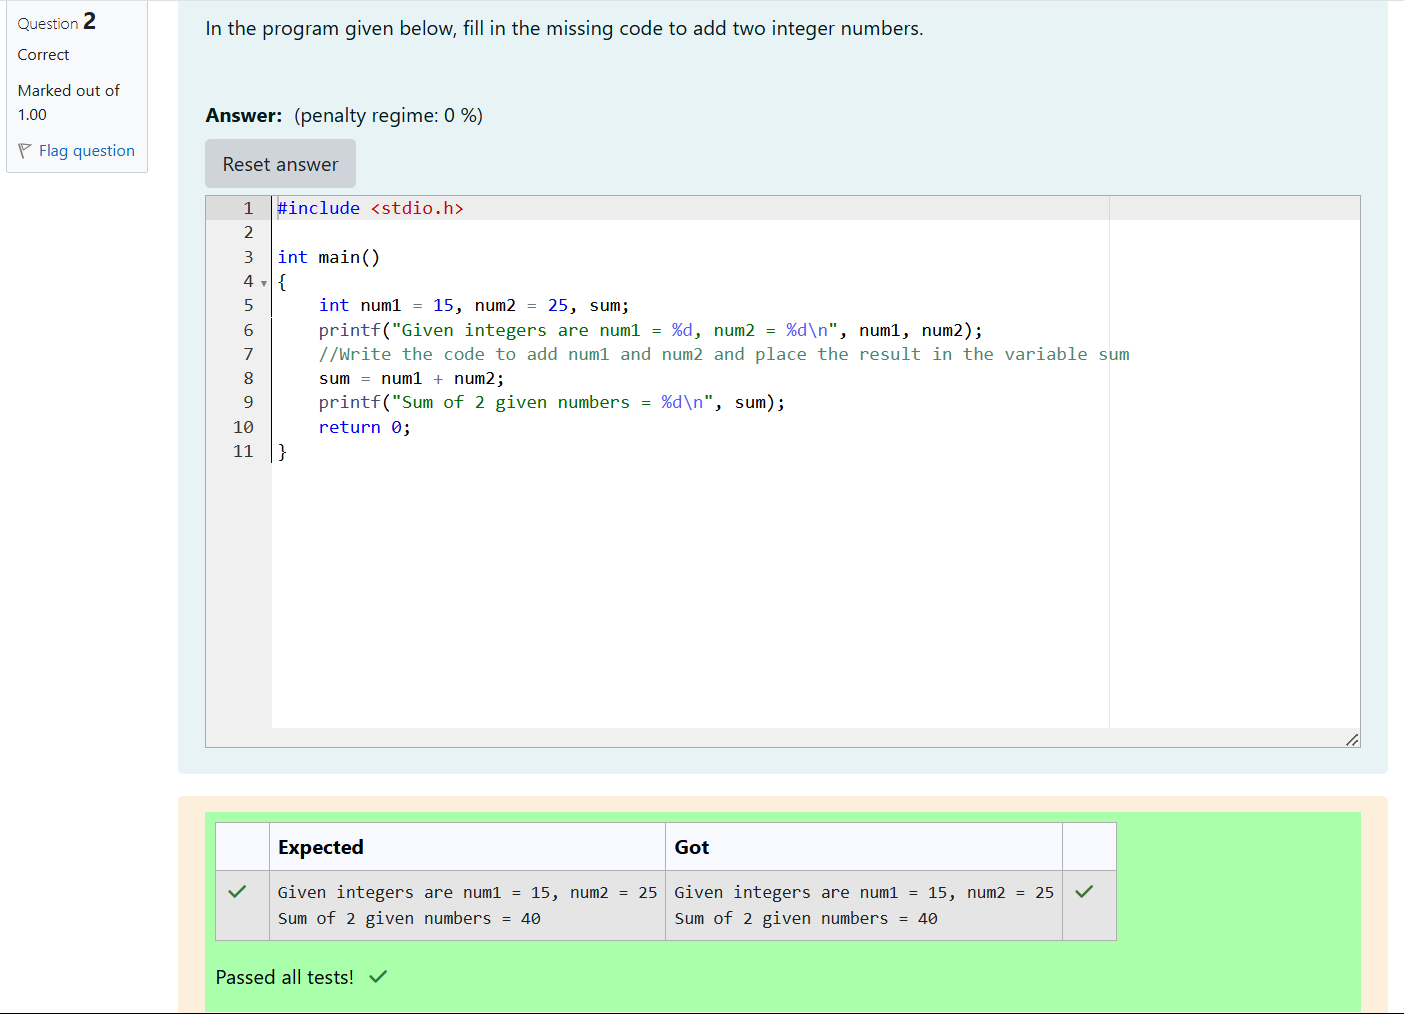 Question 2
Correct
Marked out of
1.00
Flag question
In the program given below, fill in the missing code to add two integer numbers.
Answer: (penalty regime: 0 %)
Reset answer
1 #include <stdio.h>
2
3 int main()
4 {
5     int num1 = 15, num2 = 25, sum;
6     printf("Given integers are num1 = %d, num2 = %d\n", num1, num2);
7     //Write the code to add num1 and num2 and place the result in the variable sum
8     sum = num1 + num2;
9     printf("Sum of 2 given numbers = %d\n", sum);
10     return 0;
11 }
Expected Got
Given integers are num1 = 15, num2 = 25 Given integers are num1 = 15, num2 = 25
Sum of 2 given numbers = 40 Sum of 2 given numbers = 40
Passed all tests!